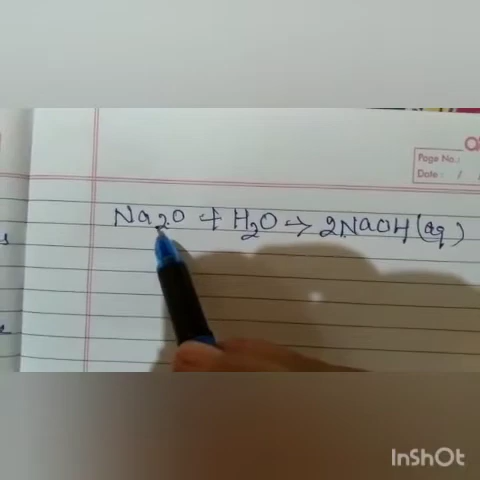 Page No.:
Date: / /
Na2O + H2O → 2NaOH(aq)
InShOt